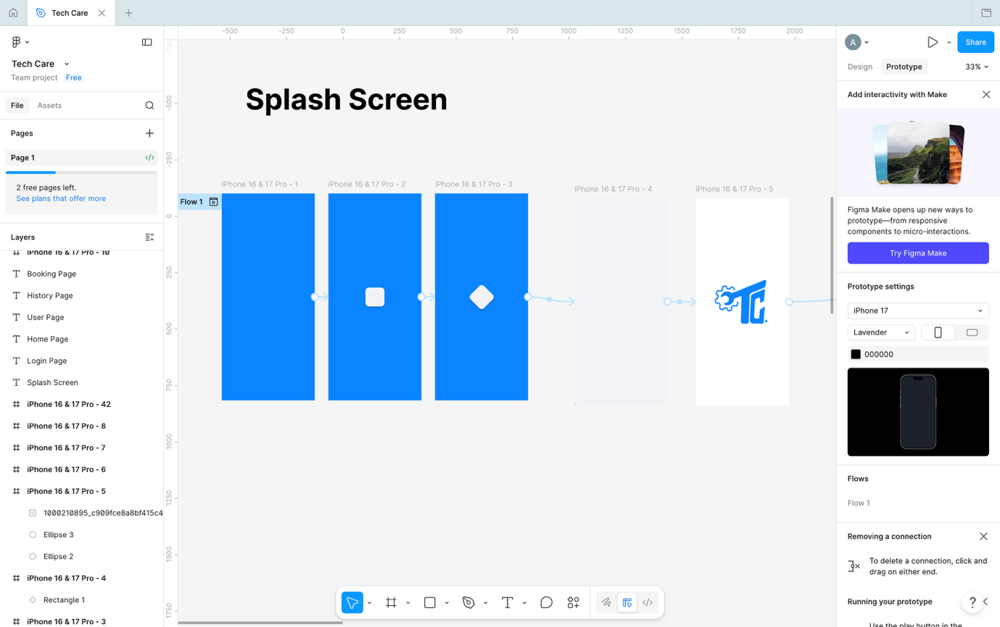 Tech Care
Tech Care
Team project Free
File Assets
Pages
Page 1
2 free pages left.
See plans that offer more
Layers
iPhone 16 & 17 Pro - 10
Booking Page
History Page
User Page
Home Page
Login Page
Splash Screen
iPhone 16 & 17 Pro - 42
iPhone 16 & 17 Pro - 8
iPhone 16 & 17 Pro - 7
iPhone 16 & 17 Pro - 6
iPhone 16 & 17 Pro - 5
1000210895_c909fce8a8bf415c4
Ellipse 3
Ellipse 2
iPhone 16 & 17 Pro - 4
Rectangle 1
iPhone 16 & 17 Pro - 3
-500 -250 0 250 500 750 1000 1250 1500 1750 2000
-750
-500
-250
0
250
500
750
1000
1250
1500
1750
Splash Screen
iPhone 16 & 17 Pro - 1
iPhone 16 & 17 Pro - 2
iPhone 16 & 17 Pro - 3
iPhone 16 & 17 Pro - 4
iPhone 16 & 17 Pro - 5
Flow 1
TC
A
Share
Design Prototype 33%
Add interactivity with Make
Figma Make opens up new ways to
prototype—from responsive
components to micro-interactions.
Try Figma Make
Prototype settings
iPhone 17
Lavender
000000
Flows
Flow 1
Removing a connection
To delete a connection, click and
drag on either end.
Running your prototype
?
Use the play button in the